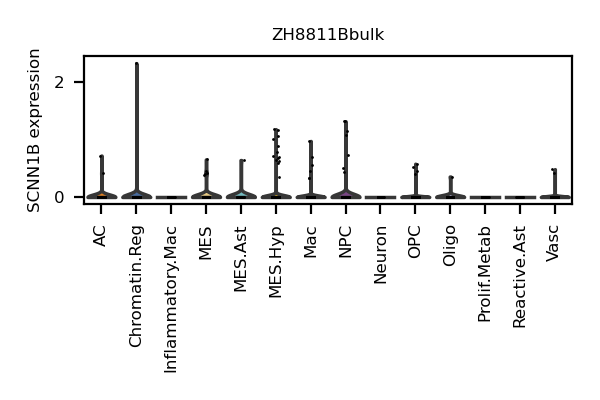 ZH8811Bbulk
SCNN1B expression
2
0
AC
Chromatin.Reg
Inflammatory.Mac
MES
MES.Ast
MES.Hyp
Mac
NPC
Neuron
OPC
Oligo
Prolif.Metab
Reactive.Ast
Vasc